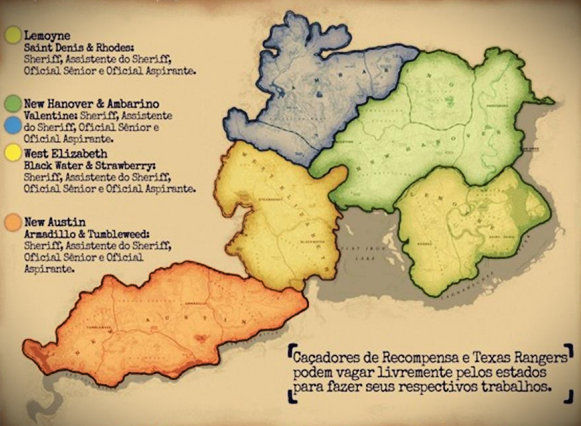 Lemoyne
Saint Denis & Rhodes:
Sheriff, Assistente do Sheriff,
Oficial Sênior e Oficial Aspirante.
New Hanover & Ambarino
Valentine: Sheriff, Assistente
do Sheriff, Oficial Sênior e
Oficial Aspirante.
West Elizabeth
Black Water & Strawberry:
Sheriff, Assistente do Sheriff,
Oficial Sênior e Oficial Aspirante.
New Austin
Armadillo & Tumbleweed:
Sheriff, Assistente do Sheriff,
Oficial Sênior e Oficial
Aspirante.
FLAT IRON
LAKE
Caçadores de Recompensa e Texas Rangers
podem vagar livremente pelos estados
para fazer seus respectivos trabalhos.